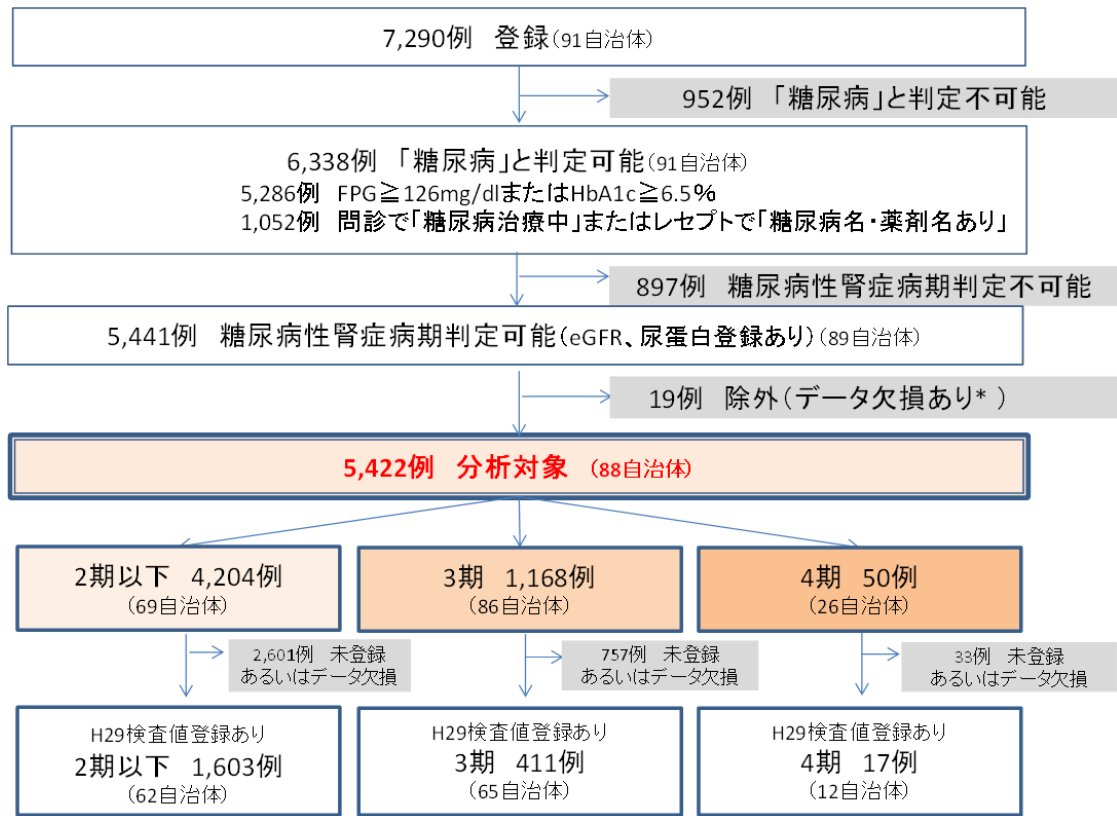 7,290例 登録(91自治体)
952例 「糖尿病」と判定不可能
6,338例 「糖尿病」と判定可能(91自治体)
5,286例 FPG≧126mg/dlまたはHbA1c≧6.5%
1,052例 問診で「糖尿病治療中」またはレセプトで「糖尿病名・薬剤名あり」
897例 糖尿病性腎症病期判定不可能
5,441例 糖尿病性腎症病期判定可能(eGFR、尿蛋白登録あり)(89自治体)
19例 除外(データ欠損あり* )
5,422例 分析対象 (88自治体)
2期以下 4,204例
(69自治体)
3期 1,168例
(86自治体)
4期 50例
(26自治体)
2,601例 未登録
あるいはデータ欠損
757例 未登録
あるいはデータ欠損
33例 未登録
あるいはデータ欠損
H29検査値登録あり
2期以下 1,603例
(62自治体)
H29検査値登録あり
3期 411例
(65自治体)
H29検査値登録あり
4期 17例
(12自治体)